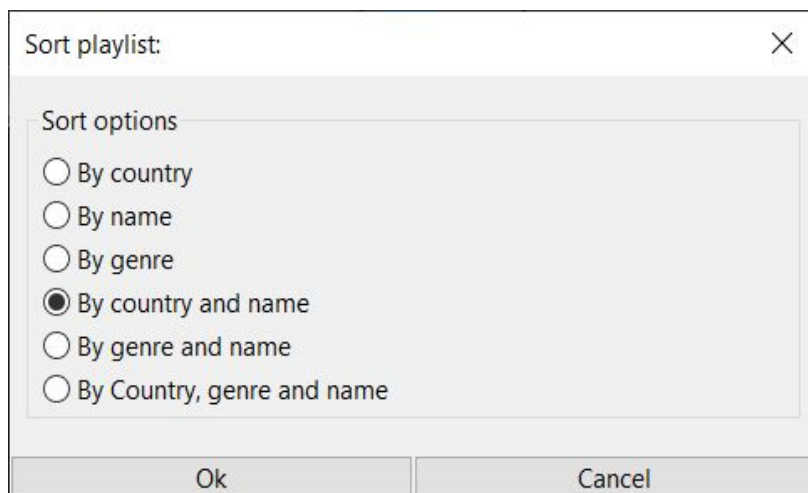 Sort playlist:
Sort options
By country
By name
By genre
By country and name
By genre and name
By Country, genre and name
Ok
Cancel